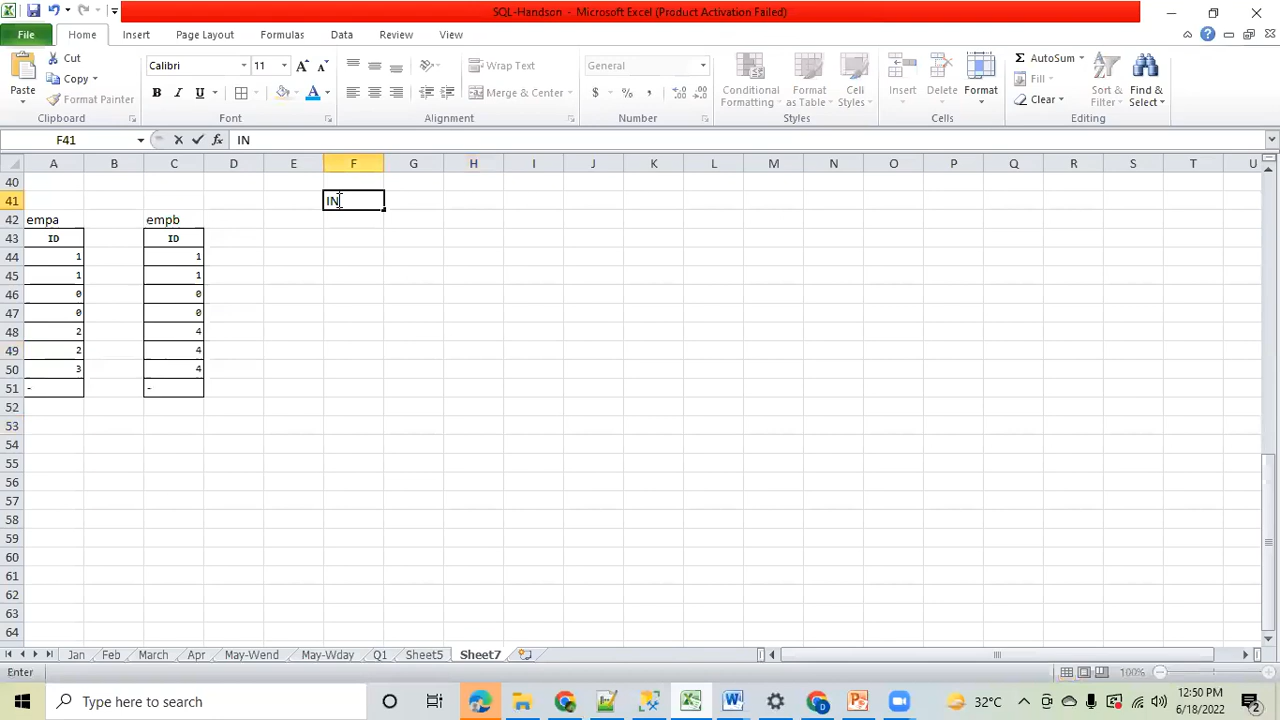 SQL-Handson - Microsoft Excel (Product Activation Failed)
File Home Insert Page Layout Formulas Data Review View
Paste Cut Copy Format Painter
Calibri 11 A A
B I U A
Wrap Text
Merge & Center
General
$ % ,
Conditional Formatting Format as Table Cell Styles
Insert Delete Format
AutoSum Fill Clear Sort & Filter Find & Select
Clipboard Font Alignment Number Styles Cells Editing
F41 fx IN
A B C D E F G H I J K L M N O P Q R S T U
40
41 IN
42 empa empb
43 ID ID
44 1 1
45 1 1
46 0 0
47 0 0
48 2 4
49 2 4
50 3 4
51 - -
52
53
54
55
56
57
58
59
60
61
62
63
64
Jan Feb March Apr May-Wend May-Wday Q1 Sheet5 Sheet7
Enter 100%
Type here to search 32°C 12:50 PM
6/18/2022 2